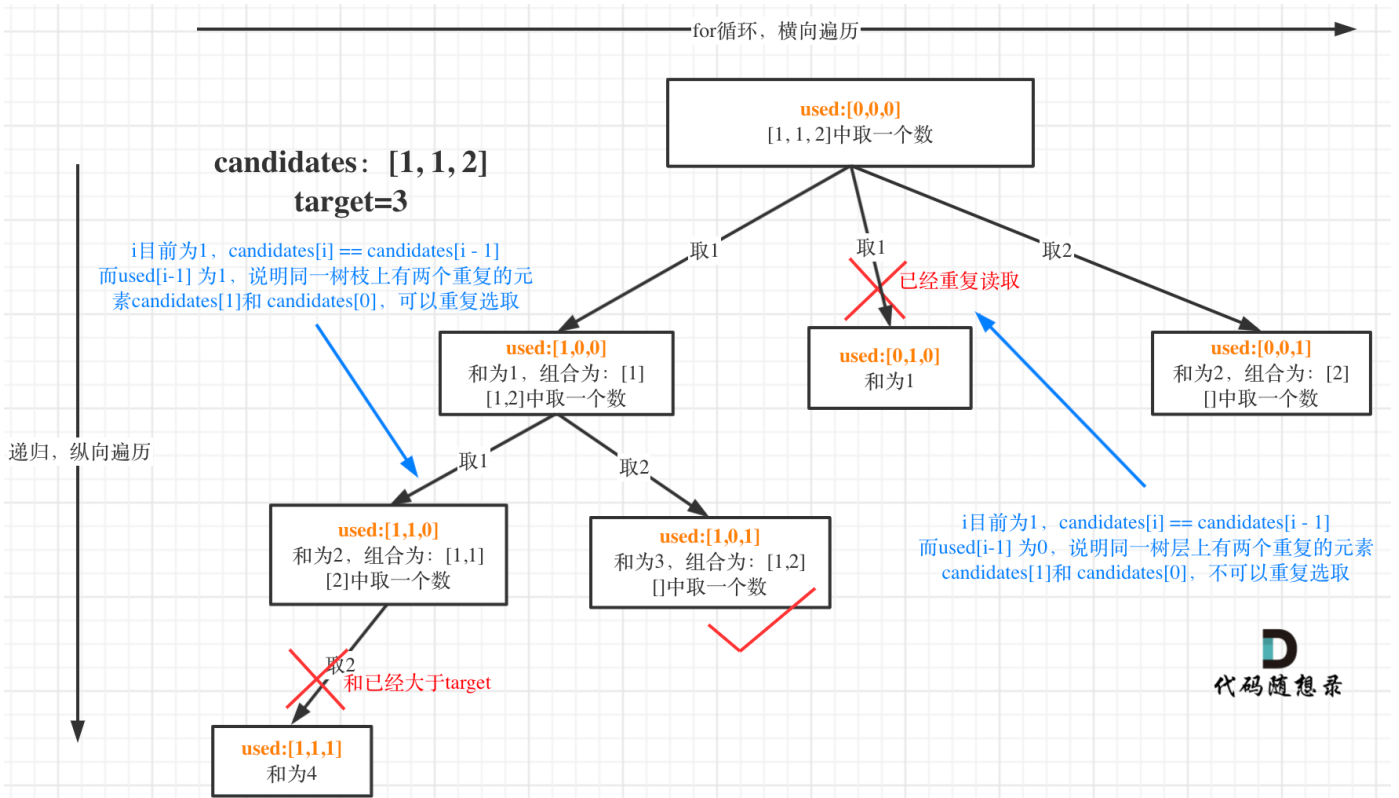 for循环，横向遍历
used:[0,0,0]
[1, 1, 2]中取一个数
candidates：[1, 1, 2]
target=3
i目前为1，candidates[i] == candidates[i - 1]
而used[i-1] 为1，说明同一树枝上有两个重复的元
素candidates[1]和 candidates[0]，可以重复选取
取1
取1
取2
已经重复读取
used:[1,0,0]
和为1，组合为：[1]
[1,2]中取一个数
used:[0,1,0]
和为1
used:[0,0,1]
和为2，组合为：[2]
[]中取一个数
递归，纵向遍历
取1
取2
used:[1,1,0]
和为2，组合为：[1,1]
[2]中取一个数
used:[1,0,1]
和为3，组合为：[1,2]
[]中取一个数
i目前为1，candidates[i] == candidates[i - 1]
而used[i-1] 为0，说明同一树层上有两个重复的元素
candidates[1]和 candidates[0]，不可以重复选取
取2
和已经大于target
used:[1,1,1]
和为4
代码随想录